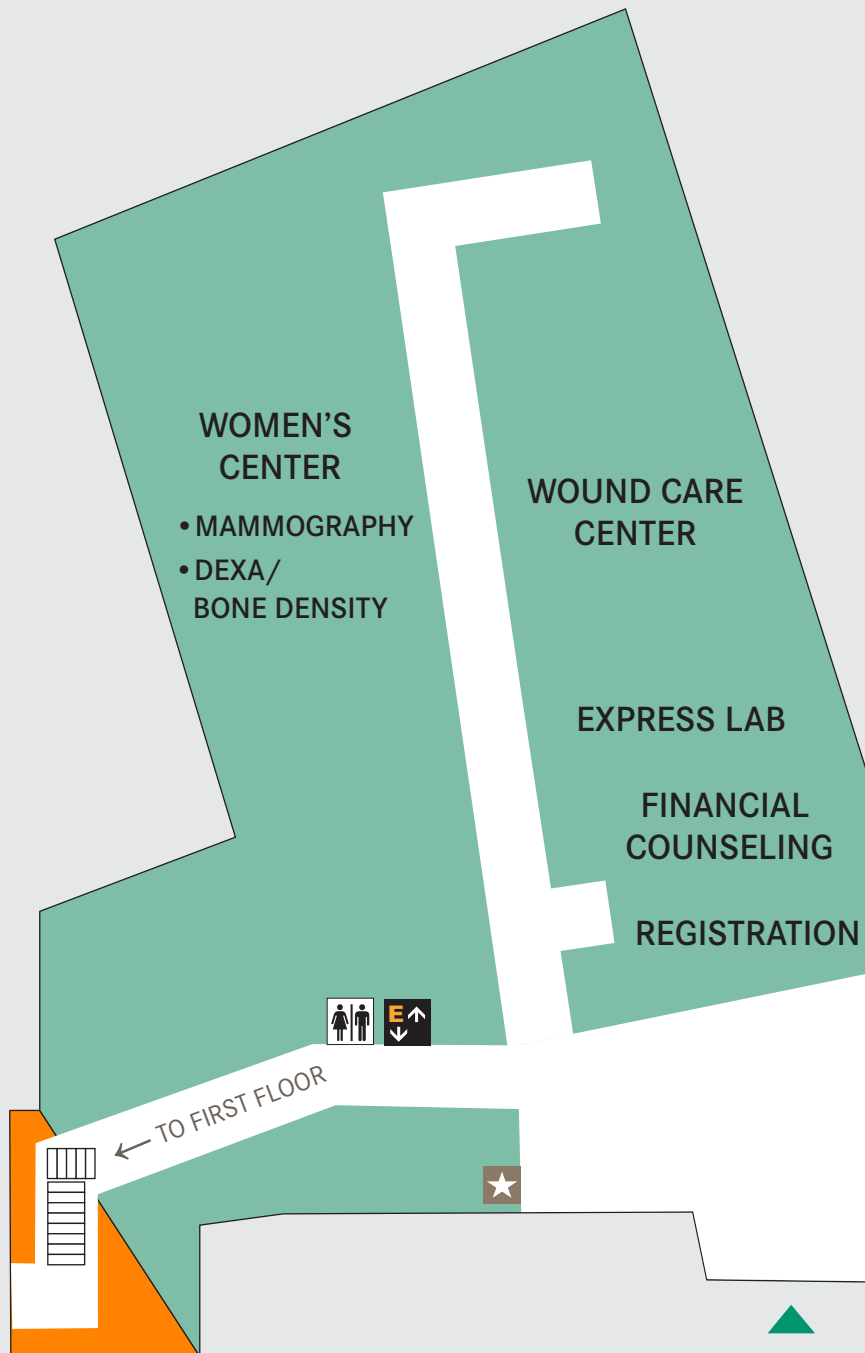 WOMEN’S
CENTER
• MAMMOGRAPHY
• DEXA/
BONE DENSITY
WOUND CARE
CENTER
EXPRESS LAB
FINANCIAL
COUNSELING
REGISTRATION
E
← TO FIRST FLOOR